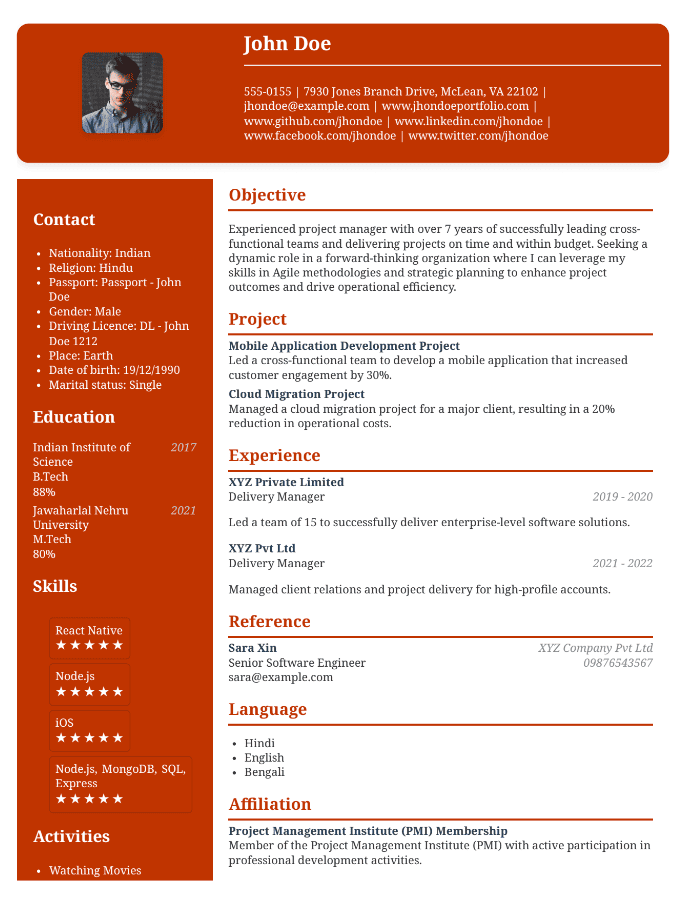 John Doe
555-0155 | 7930 Jones Branch Drive, McLean, VA 22102 |
jhondoe@example.com | www.jhondoeportfolio.com |
www.github.com/jhondoe | www.linkedin.com/jhondoe |
www.facebook.com/jhondoe | www.twitter.com/jhondoe
Contact
• Nationality: Indian
• Religion: Hindu
• Passport: Passport - John
Doe
• Gender: Male
• Driving Licence: DL - John
Doe 1212
• Place: Earth
• Date of birth: 19/12/1990
• Marital status: Single
Education
Indian Institute of 2017
Science
B.Tech
88%
Jawaharlal Nehru 2021
University
M.Tech
80%
Skills
React Native
★ ★ ★ ★ ★
Node.js
★ ★ ★ ★ ★
iOS
★ ★ ★ ★ ★
Node.js, MongoDB, SQL,
Express
★ ★ ★ ★ ★
Activities
• Watching Movies
Objective
Experienced project manager with over 7 years of successfully leading cross-
functional teams and delivering projects on time and within budget. Seeking a
dynamic role in a forward-thinking organization where I can leverage my
skills in Agile methodologies and strategic planning to enhance project
outcomes and drive operational efficiency.
Project
Mobile Application Development Project
Led a cross-functional team to develop a mobile application that increased
customer engagement by 30%.
Cloud Migration Project
Managed a cloud migration project for a major client, resulting in a 20%
reduction in operational costs.
Experience
XYZ Private Limited
Delivery Manager 2019 - 2020
Led a team of 15 to successfully deliver enterprise-level software solutions.
XYZ Pvt Ltd
Delivery Manager 2021 - 2022
Managed client relations and project delivery for high-profile accounts.
Reference
Sara Xin XYZ Company Pvt Ltd
Senior Software Engineer 09876543567
sara@example.com
Language
• Hindi
• English
• Bengali
Affiliation
Project Management Institute (PMI) Membership
Member of the Project Management Institute (PMI) with active participation in
professional development activities.